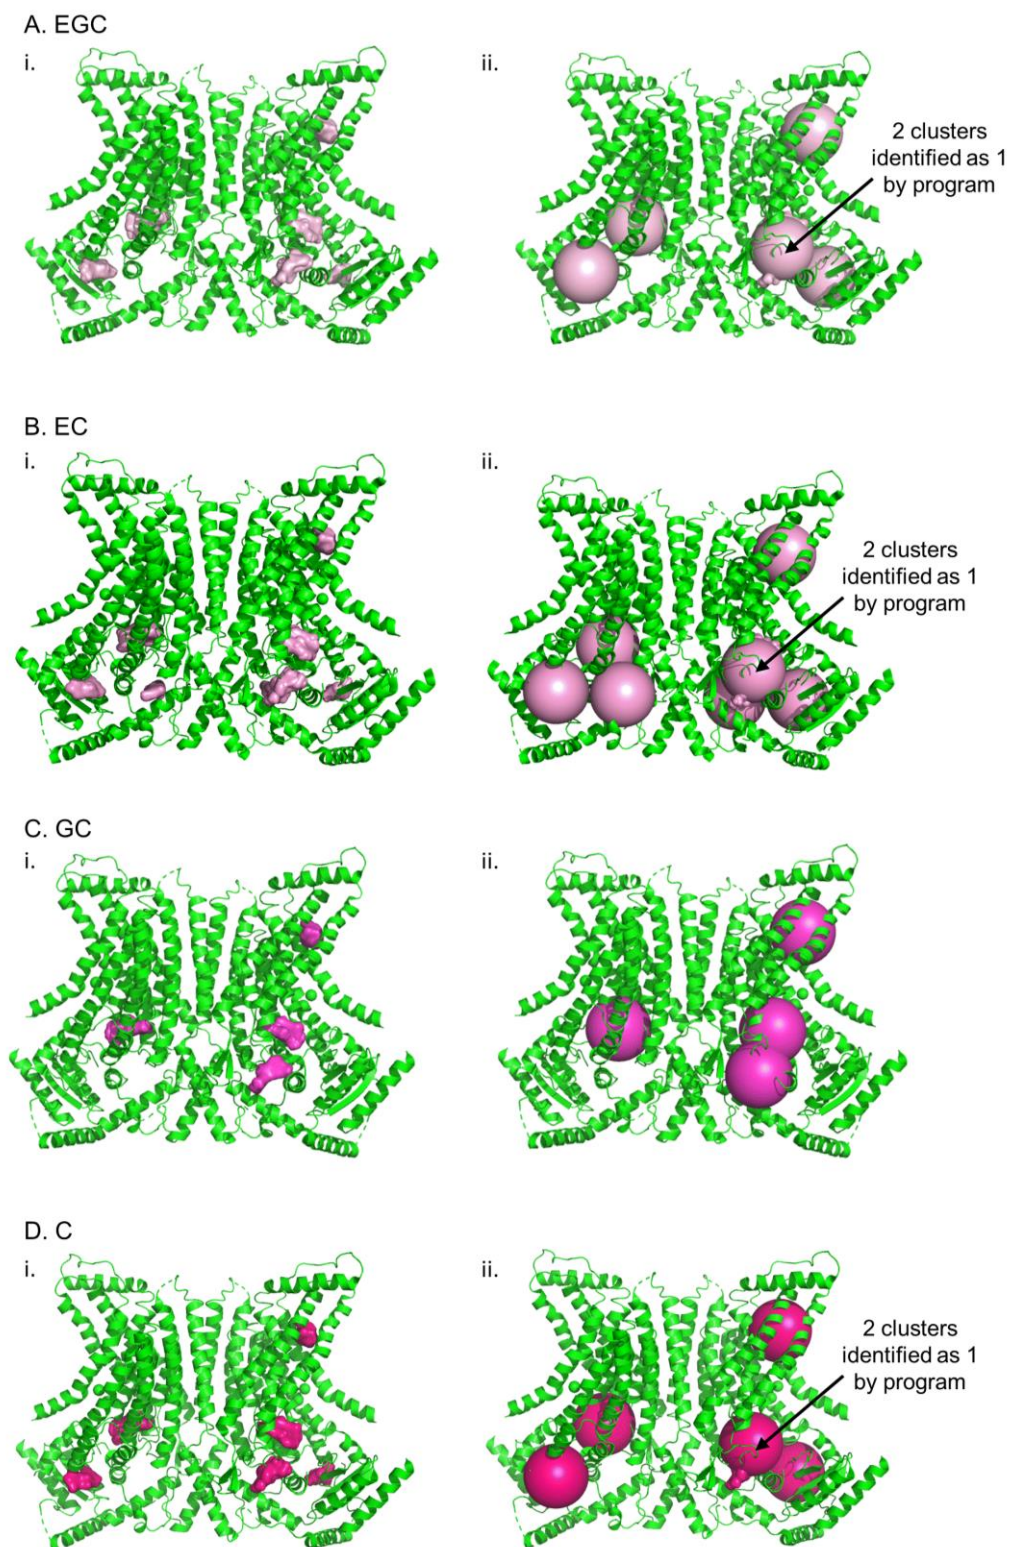 A. EGC
i.
ii.
2 clusters
identified as 1
by program
B. EC
i.
ii.
2 clusters
identified as 1
by program
C. GC
i.
ii.
D. C
i.
ii.
2 clusters
identified as 1
by program